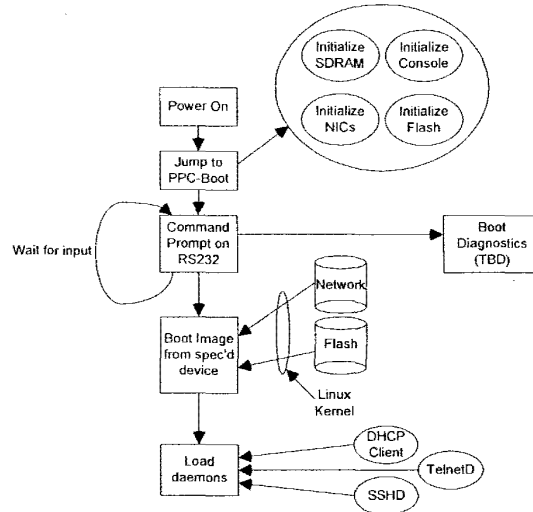 Initialize
SDRAM
Initialize
Console
Initialize
NICs
Initialize
Flash
Power On
Jump to
PPC-Boot
Command
Prompt on
RS232
Wait for input
Boot
Diagnostics
(TBD)
Network
Flash
Boot Image
from spec'd
device
Linux
Kernel
Load
daemons
DHCP
Client
TelnetD
SSHD